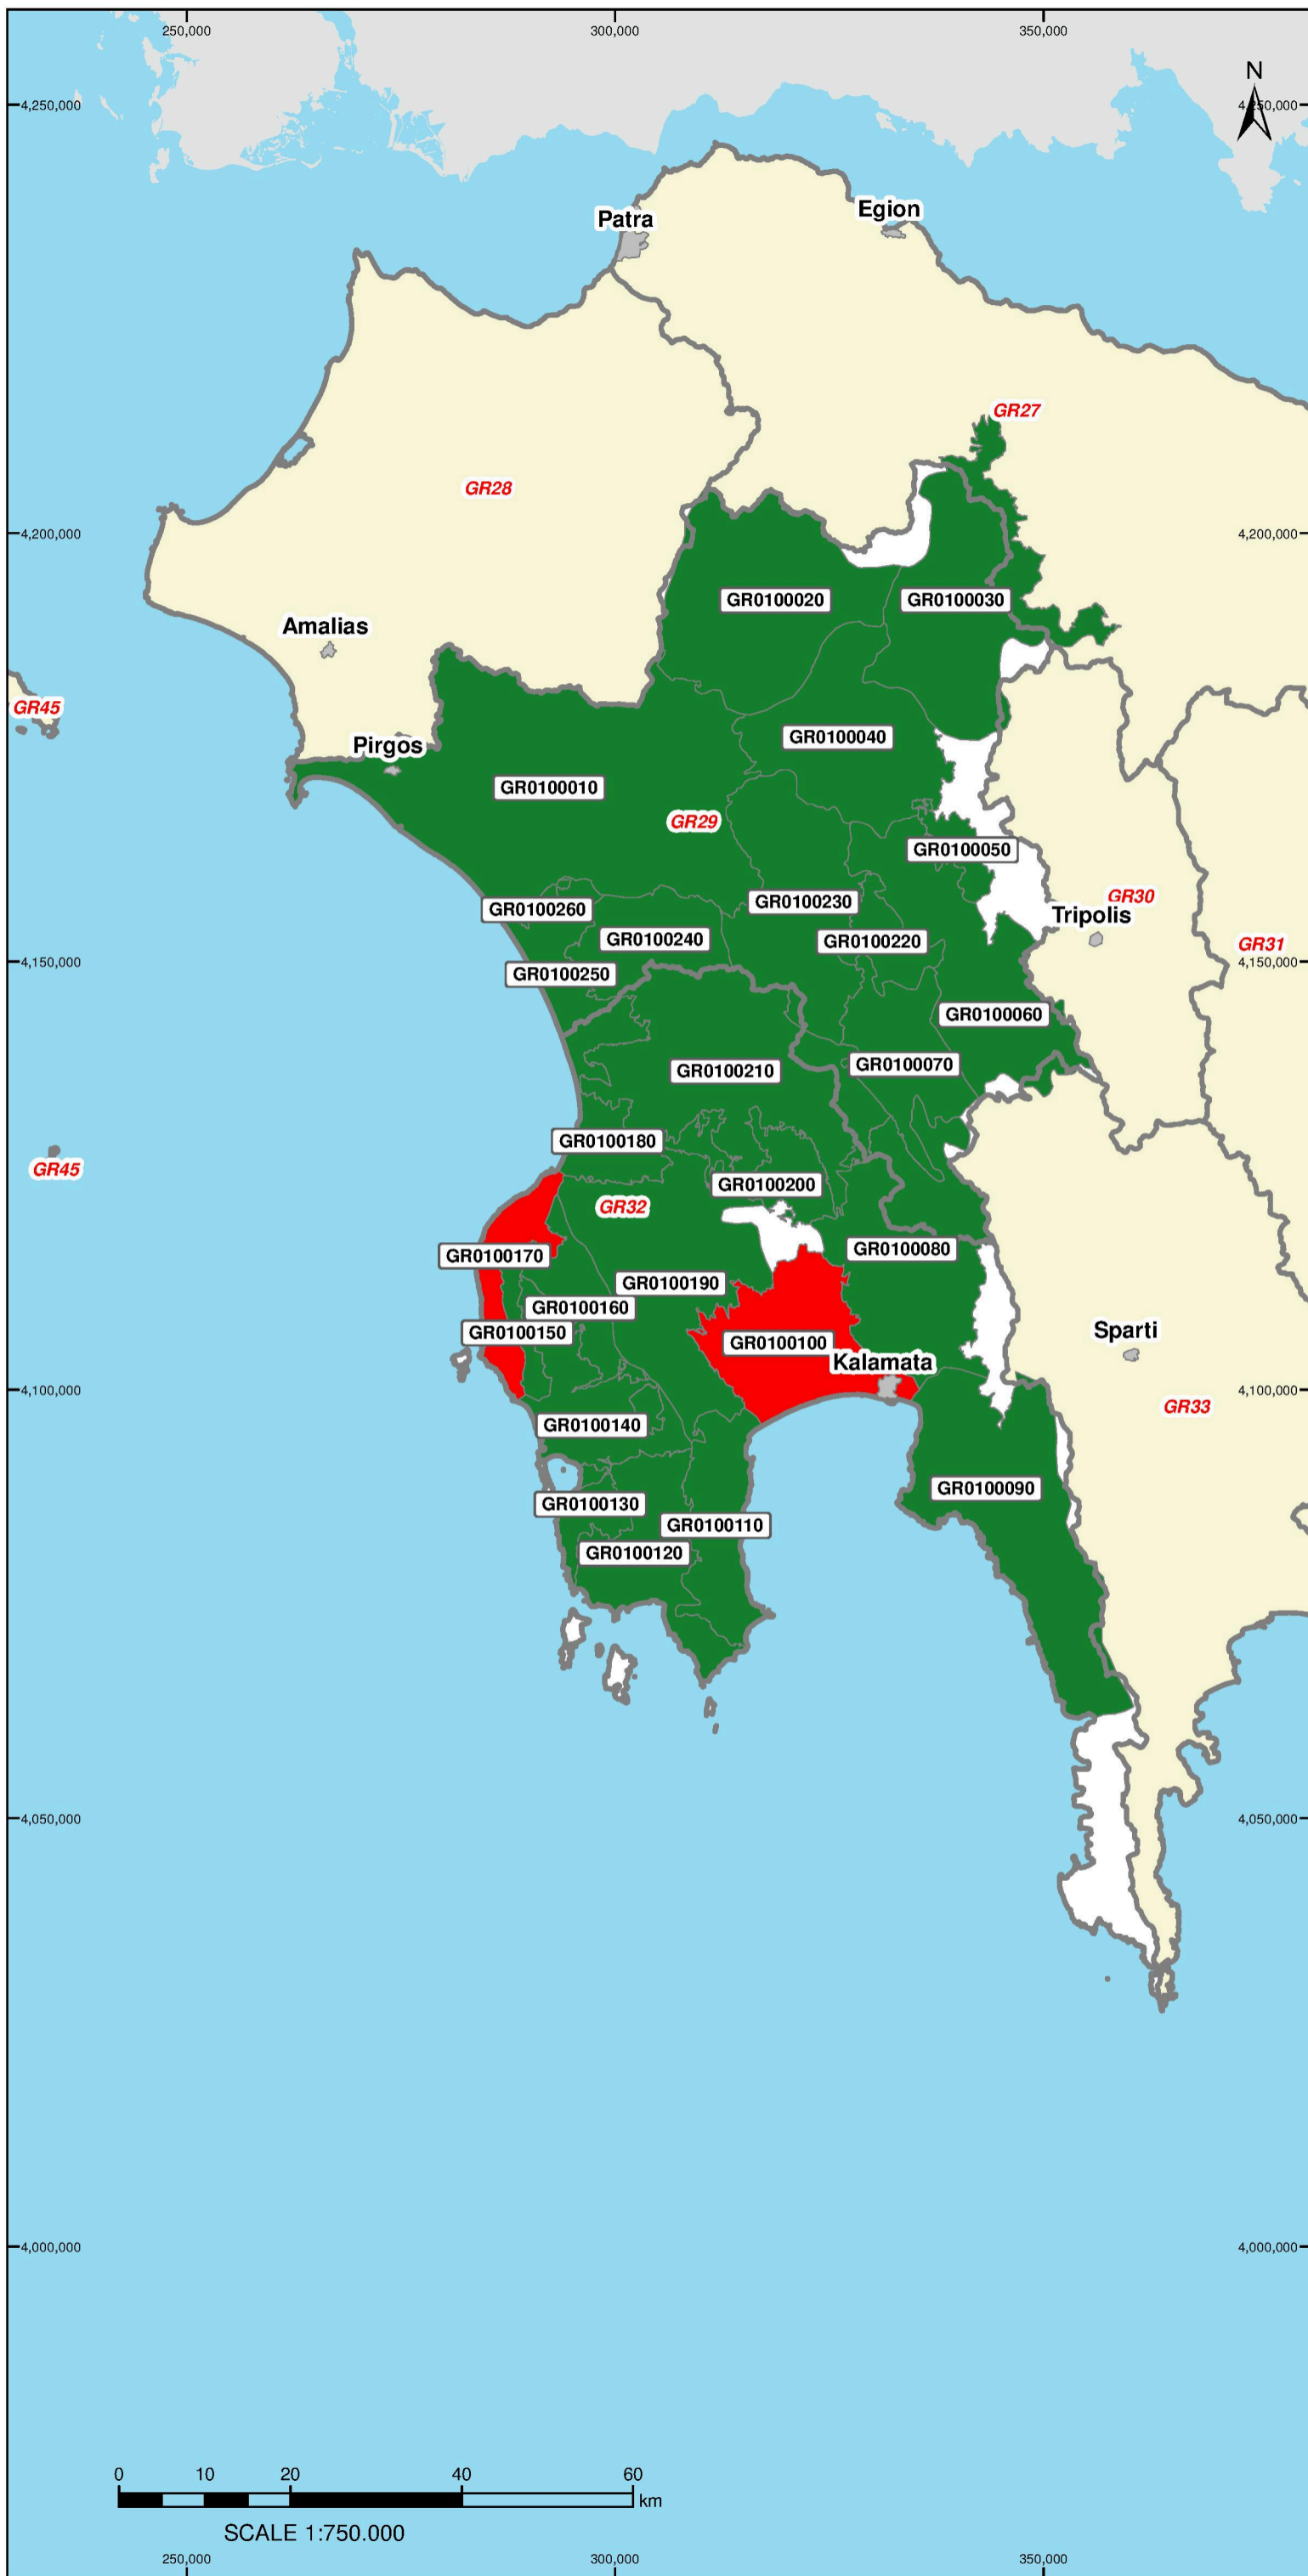 250,000 300,000 350,000
N
4,250,000 4,250,000
Patra Egion
GR27
GR28
4,200,000 4,200,000
GR0100020 GR0100030
Amalias
GR45
GR0100040
Pirgos
GR0100010
GR29
GR0100050
GR30
GR0100230
GR0100260
Tripolis
GR0100240 GR0100220
GR31
4,150,000 4,150,000
GR0100250
GR0100060
GR0100070
GR0100210
GR0100180
GR45
GR0100200
GR32
GR0100080
GR0100170
GR0100190
GR0100160
GR0100150
Sparti
GR0100100
Kalamata
4,100,000 4,100,000
GR33
GR0100140
GR0100090
GR0100130
GR0100110
GR0100120
4,050,000 4,050,000
4,000,000 4,000,000
0 10 20 40 60
km
SCALE 1:750.000
250,000 300,000 350,000